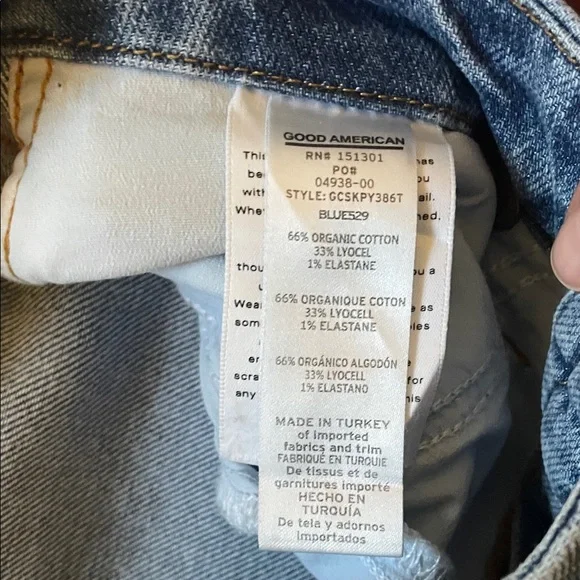 GOOD AMERICAN
RN# 151301
PO#
04938-00
STYLE: GCSKPY386T
BLUE529
66% ORGANIC COTTON
33% LYOCEL
1% ELASTANE
66% ORGANIQUE COTON
33% LYOCELL
1% ELASTANE
66% ORGÁNICO ALGODÓN
33% LYOCELL
1% ELASTANO
MADE IN TURKEY
of imported
fabrics and trim
FABRIQUÉ EN TURQUIE
De tissus et de
garnitures importé
HECHO EN
TURQUÍA
De tela y adornos
Importados